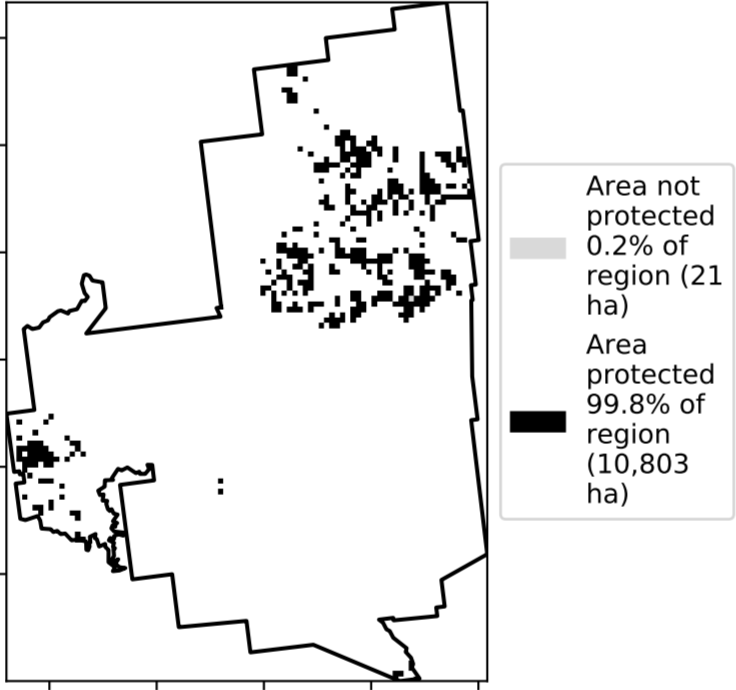 Area not
protected
0.2% of
region (21
ha)
Area
protected
99.8% of
region
(10,803
ha)